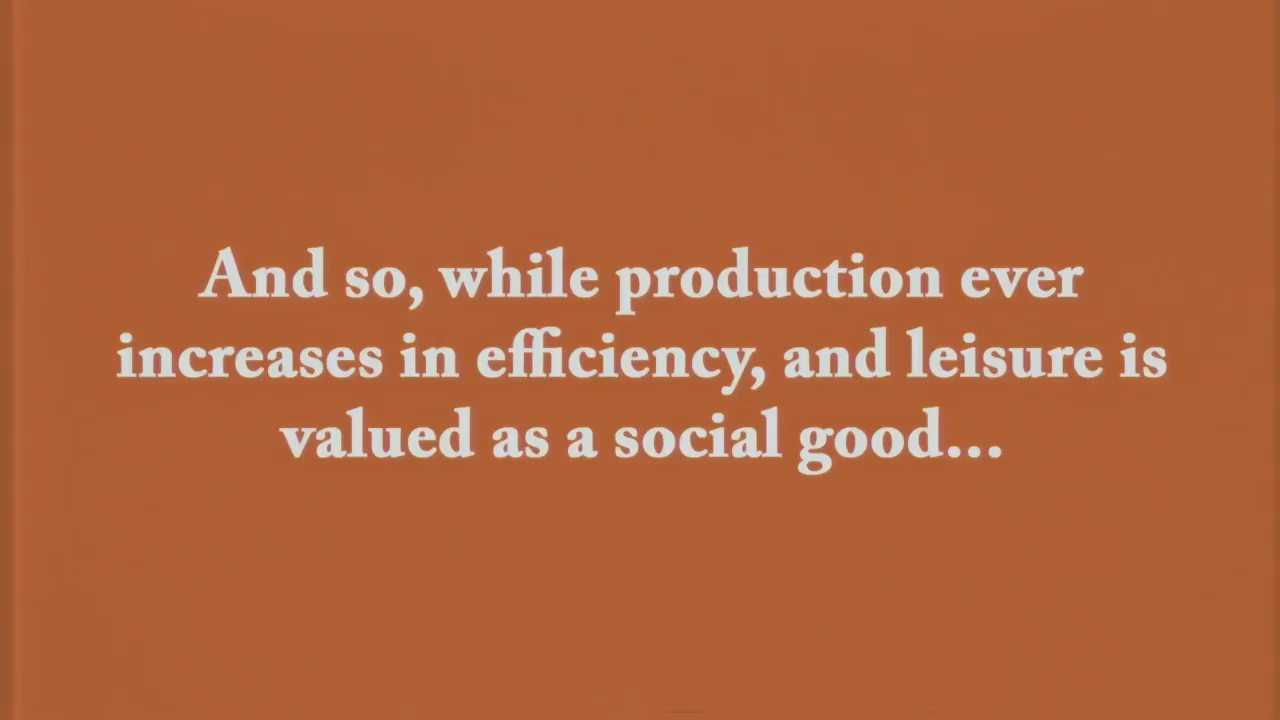 And so, while production ever
increases in efficiency, and leisure is
valued as a social good...